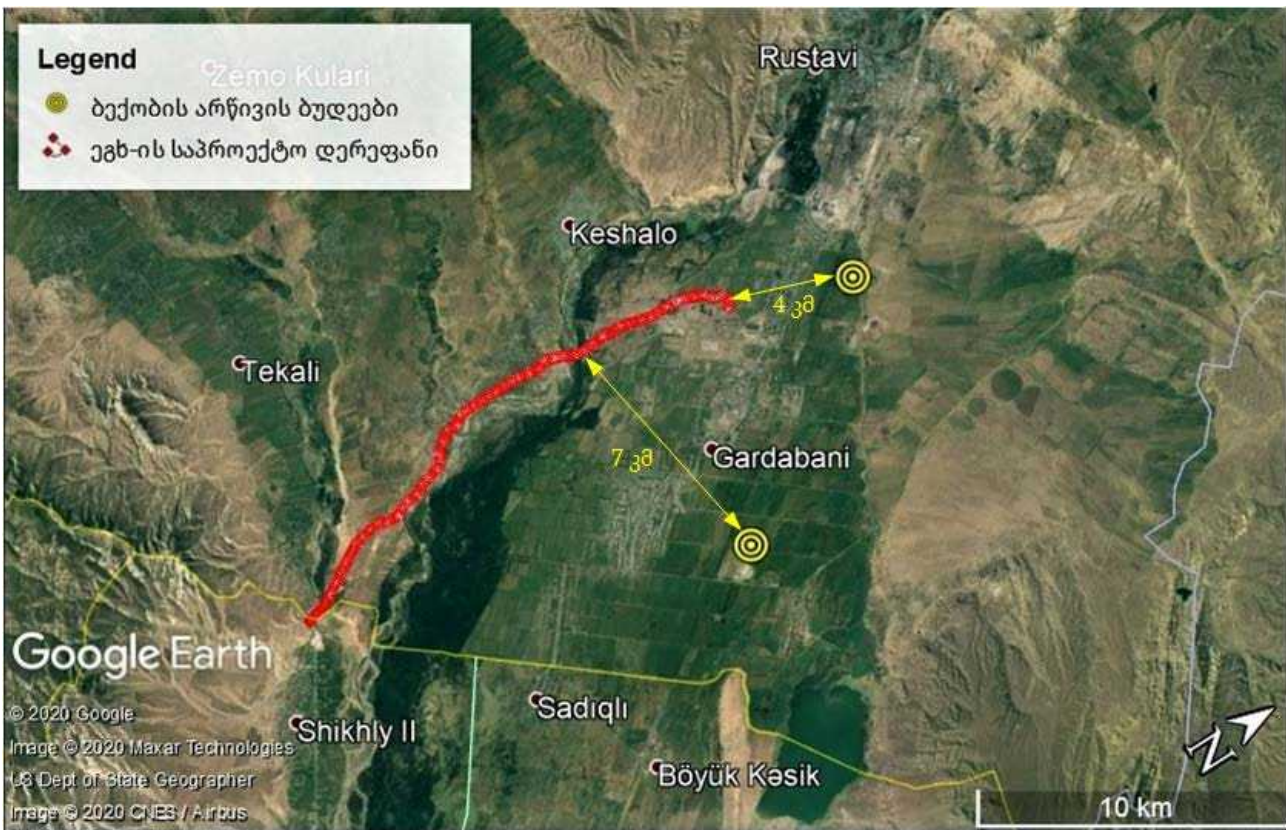 Legend
Zemo Kulari
ბექობის არწივის ბუდეები
ეგხ-ის საპროექტო დერეფანი
Rustavi
Keshalo
4 კმ
Tekali
7 კმ
Gardabani
Google Earth
© 2020 Google
Image © 2020 Maxar Technologies
US Dept of State Geographer
Image © 2020 CNES / Airbus
Shikhly II
Sadıqlı
Böyük Kəsik
N
10 km